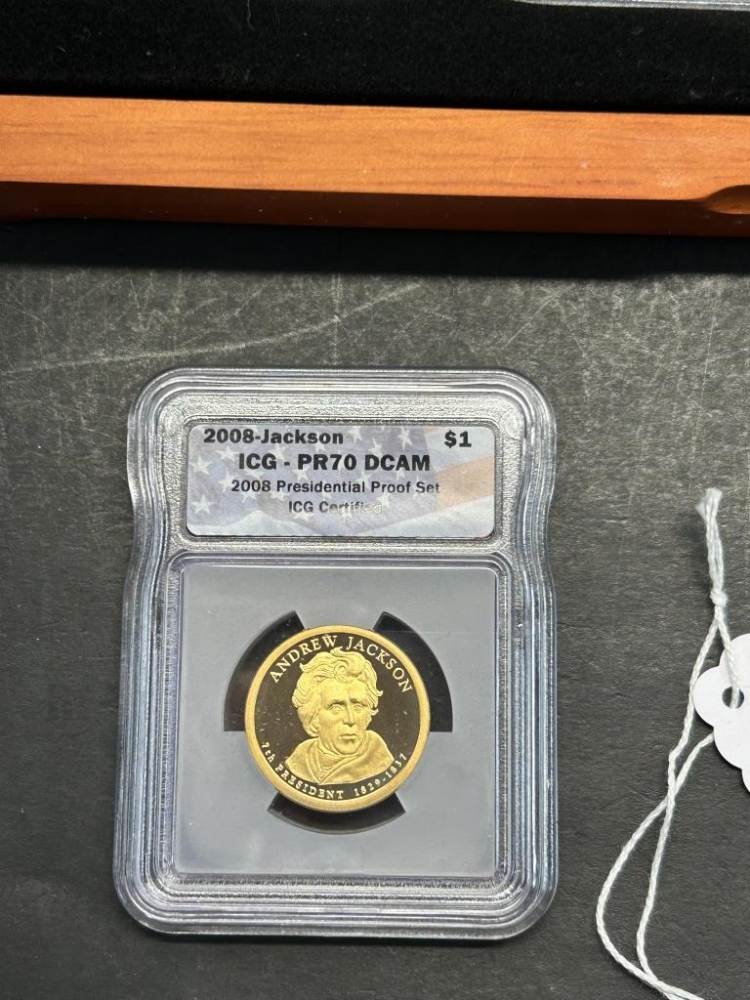 2008-Jackson $1
ICG - PR70 DCAM
2008 Presidential Proof Set
ICG Certified
ANDREW JACKSON
7th PRESIDENT 1829-1837